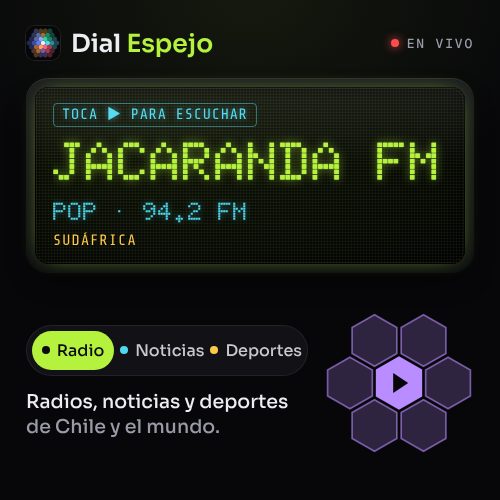 Dial Espejo
EN VIVO
TOCA ▶ PARA ESCUCHAR
JACARANDA FM
POP · 94.2 FM
SUDÁFRICA
Radio
Noticias
Deportes
Radios, noticias y deportes
de Chile y el mundo.